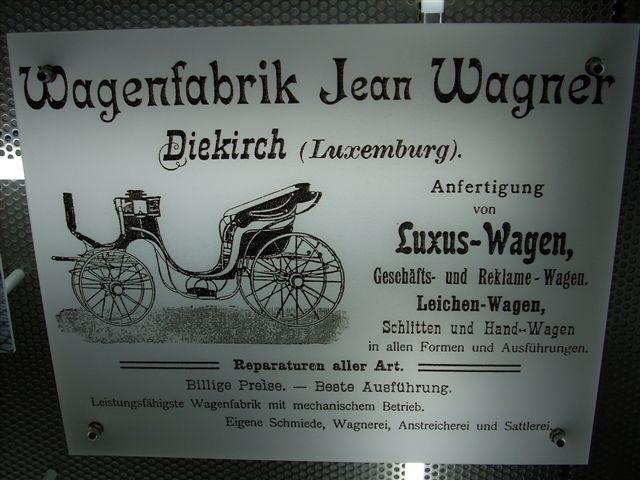 Wagenfabrik Jean Wagner
Diekirch (Luxemburg).
Anfertigung
von
Luxus-Wagen,
Geschäfts- und Reklame-Wagen.
Leichen-Wagen,
Schlitten und Hand-Wagen
in allen Formen und Ausführungen.
Reparaturen aller Art.
Billige Preise. — Beste Ausführung.
Leistungsfähigste Wagenfabrik mit mechanischem Betrieb.
Eigene Schmiede, Wagnerei, Anstreicherei und Sattlerei.